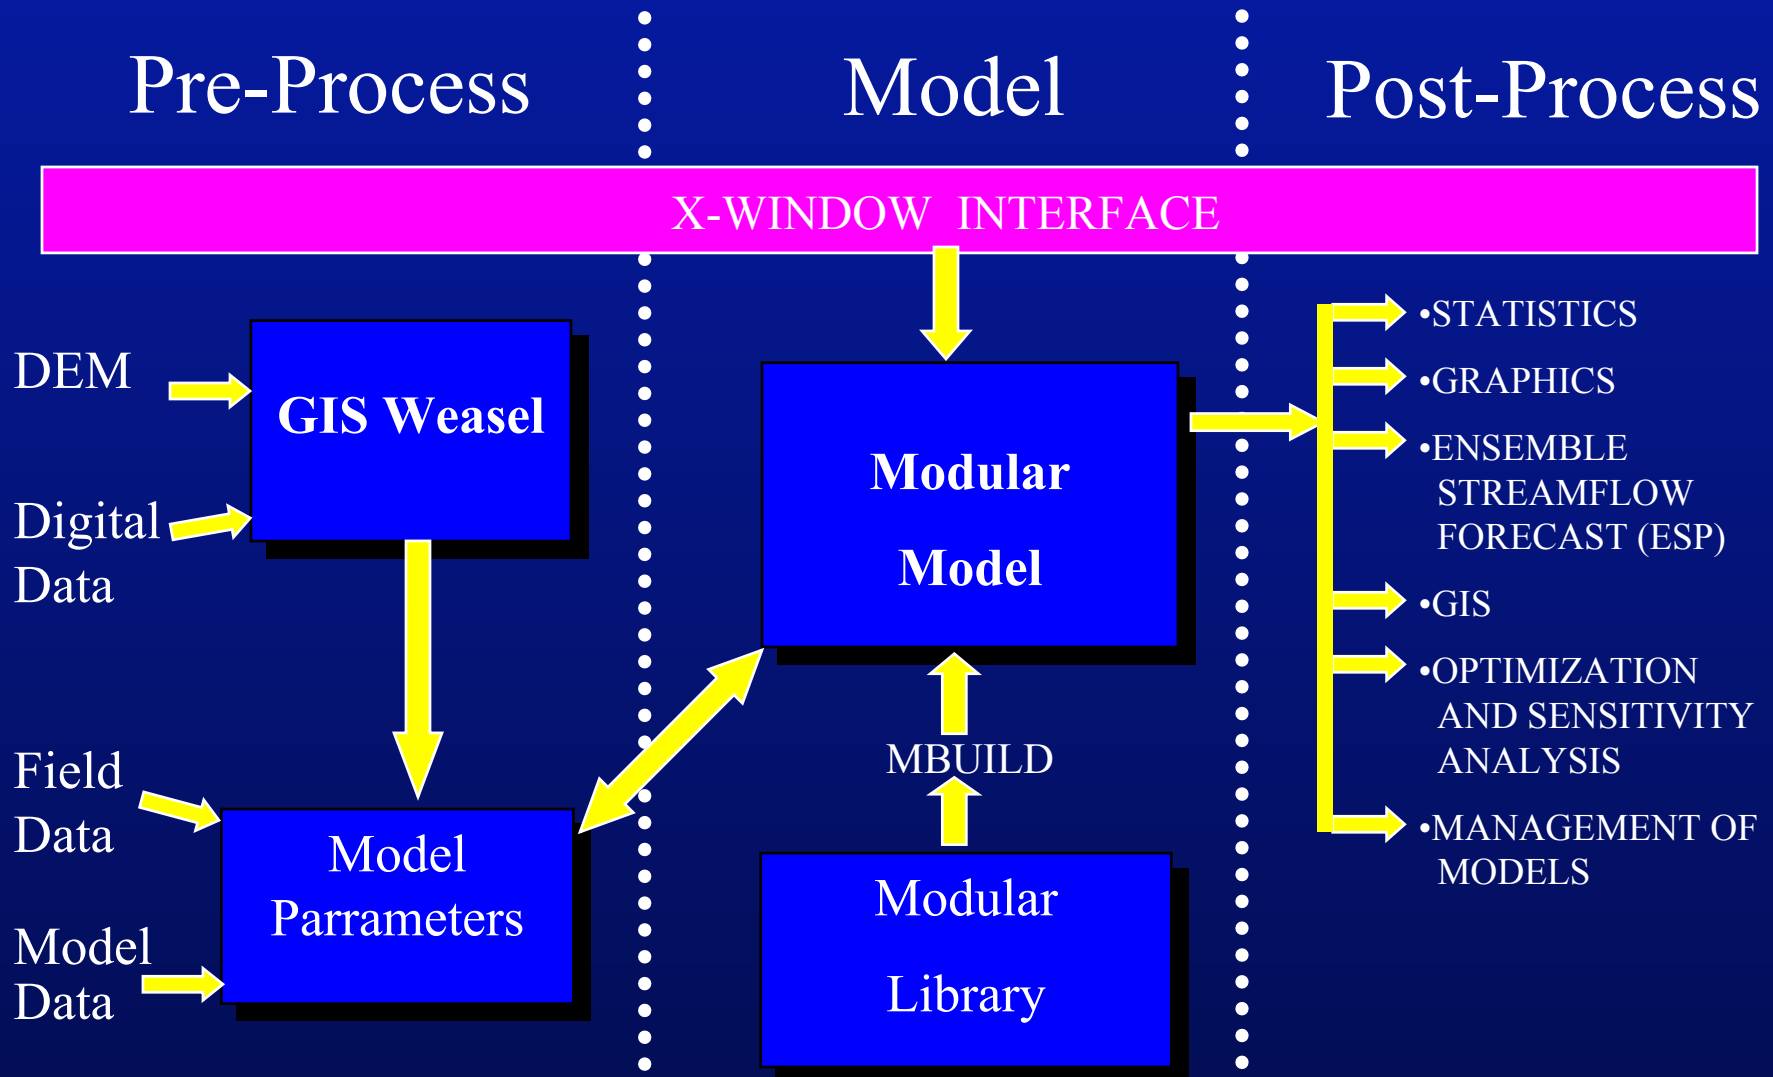 Pre-Process
Model
Post-Process
X-WINDOW INTERFACE
DEM
Digital
Data
GIS Weasel
Field
Data
Model
Data
Model
Parrameters
Modular
Model
MBUILD
Modular
Library
•STATISTICS
•GRAPHICS
•ENSEMBLE
STREAMFLOW
FORECAST (ESP)
•GIS
•OPTIMIZATION
AND SENSITIVITY
ANALYSIS
•MANAGEMENT OF
MODELS